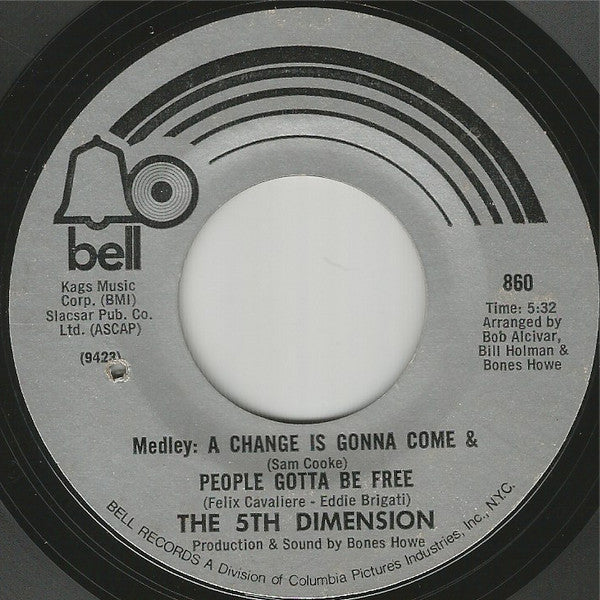 bell
Kags Music
Corp. (BMI)
Slacsar Pub. Co.
Ltd. (ASCAP)
(9423)
860
Time: 5:32
Arranged by
Bob Alcivar,
Bill Holman &
Bones Howe
Medley: A CHANGE IS GONNA COME &
(Sam Cooke)
PEOPLE GOTTA BE FREE
(Felix Cavaliere - Eddie Brigati)
THE 5TH DIMENSION
Production & Sound by Bones Howe
BELL RECORDS A Division of Columbia Pictures Industries, Inc., N.Y.C.